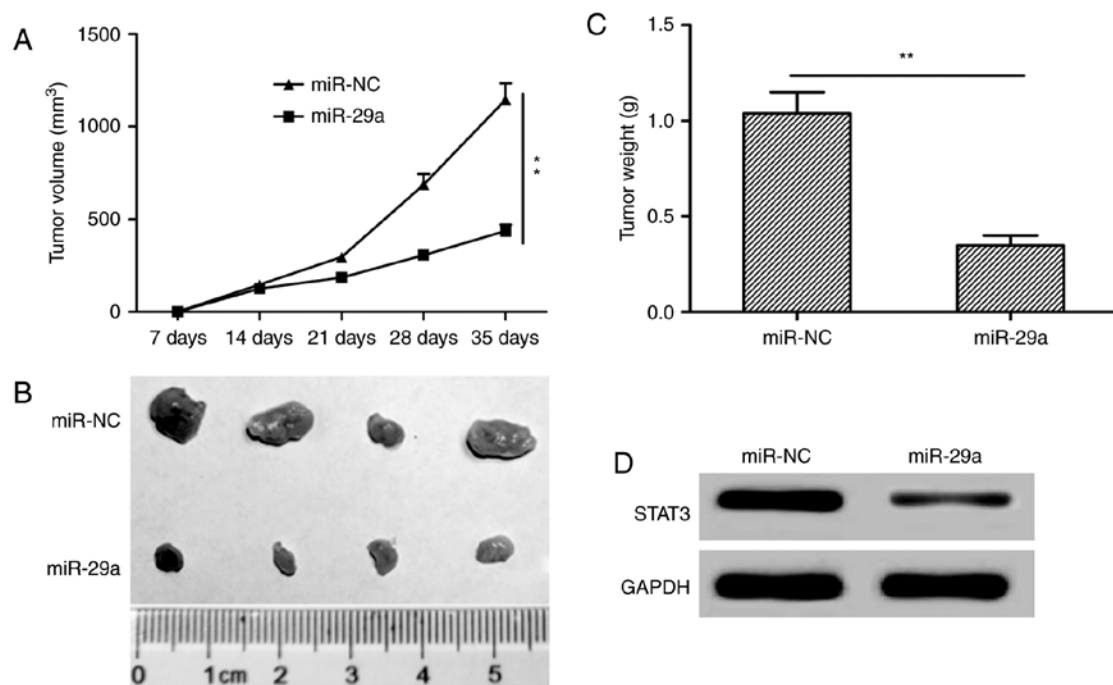 A
Tumor volume (mm³)
1500
1000
500
0
miR-NC
miR-29a
**
7 days 14 days 21 days 28 days 35 days
B
miR-NC
miR-29a
0 1 cm 2 3 4 5
C
Tumor weight (g)
1.5
1.0
0.5
0.0
**
miR-NC miR-29a
D
miR-NC miR-29a
STAT3
GAPDH